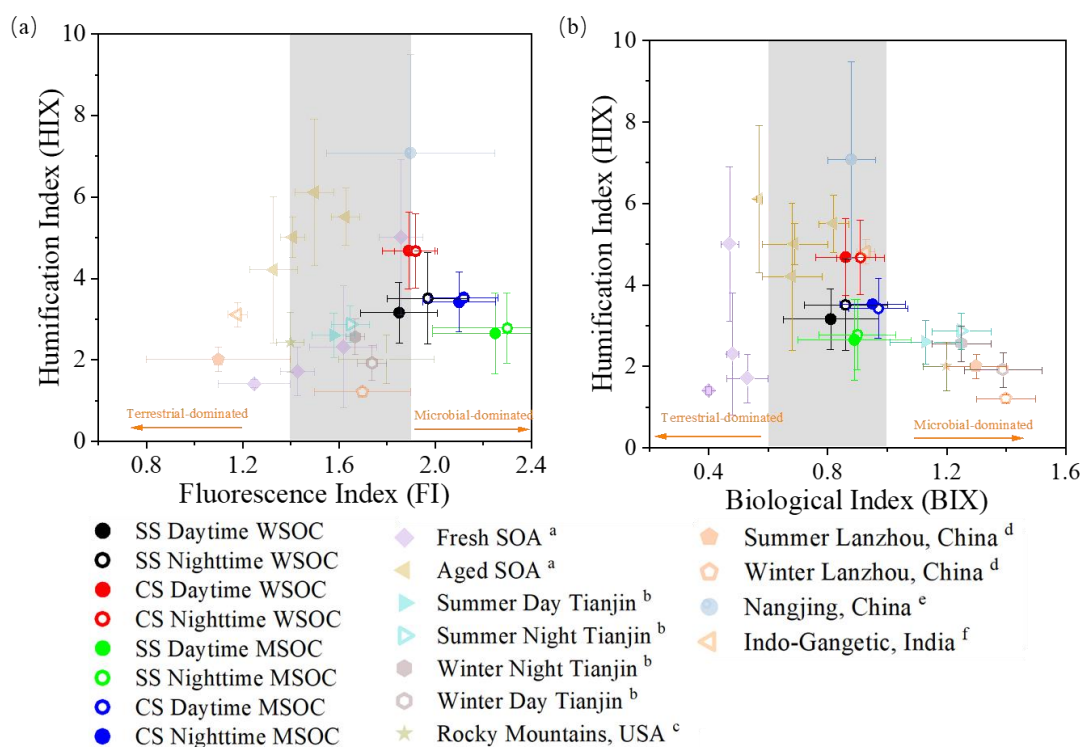 (a)
(b)
10
8
6
4
2
0
Humification Index (HIX)
Terrestrial-dominated
Microbial-dominated
0.8 1.2 1.6 2.0 2.4
Fluorescence Index (FI)
10
8
6
4
2
0
Humification Index (HIX)
Terrestrial-dominated
Microbial-dominated
0.4 0.8 1.2 1.6
Biological Index (BIX)
SS Daytime WSOC
SS Nighttime WSOC
CS Daytime WSOC
CS Nighttime WSOC
SS Daytime MSOC
SS Nighttime MSOC
CS Daytime MSOC
CS Nighttime MSOC
Fresh SOA a
Aged SOA a
Summer Day Tianjin b
Summer Night Tianjin b
Winter Night Tianjin b
Winter Day Tianjin b
Rocky Mountains, USA c
Summer Lanzhou, China d
Winter Lanzhou, China d
Nangjing, China e
Indo-Gangetic, India f